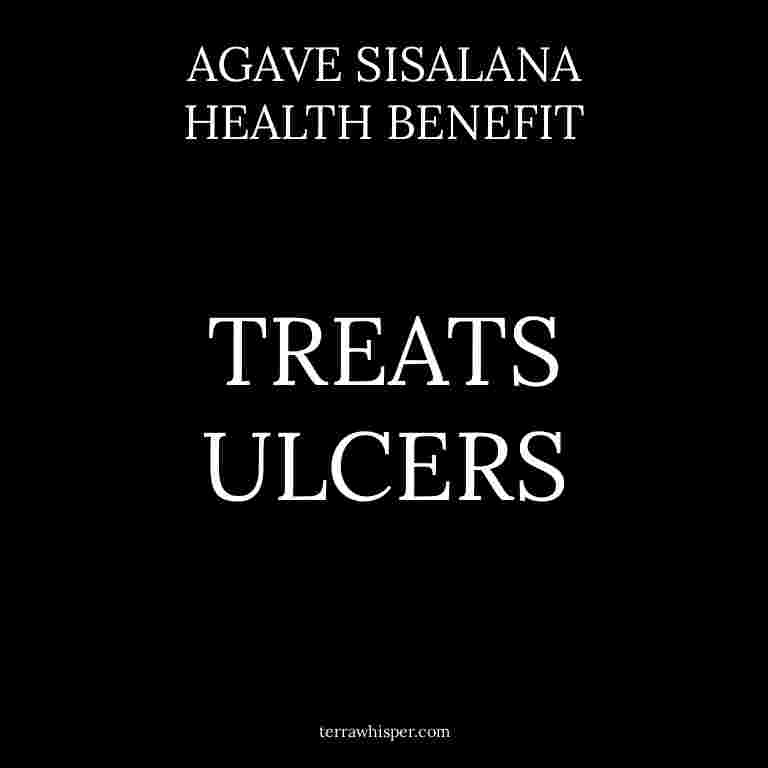 AGAVE SISALANA
HEALTH BENEFIT
TREATS
ULCERS
terrawhisper.com